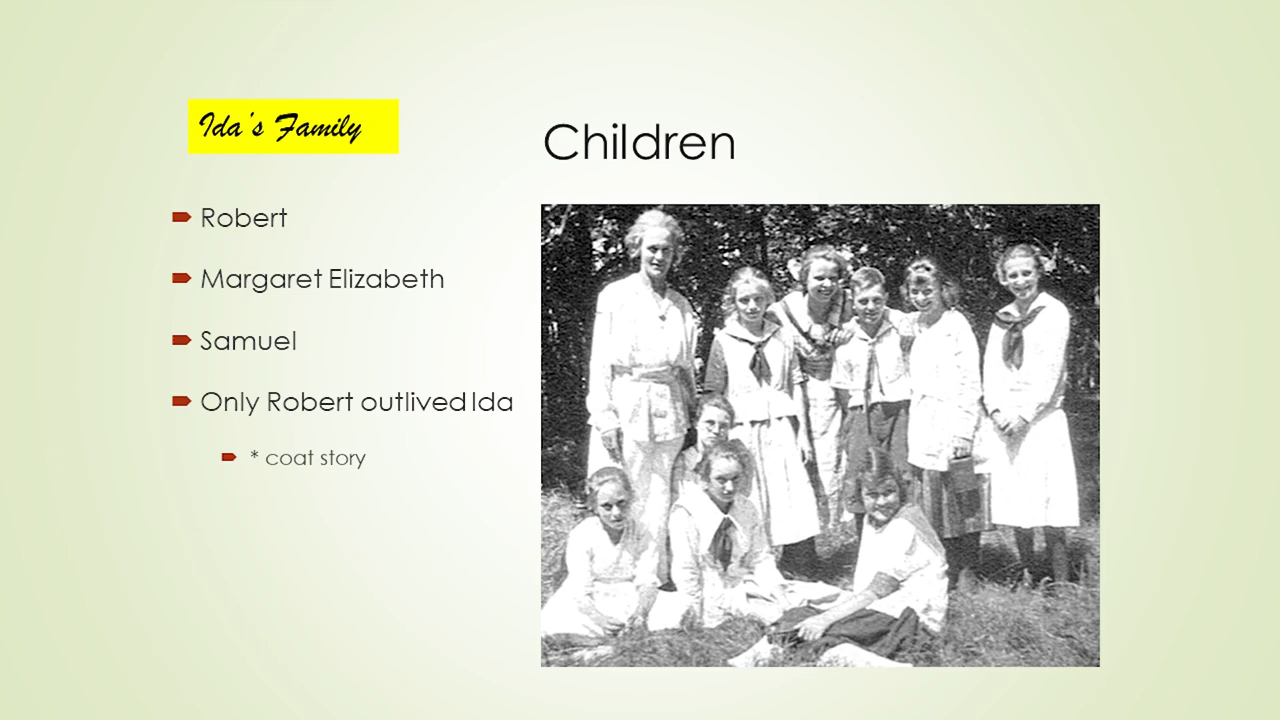 Ida's Family
Children
Robert
Margaret Elizabeth
Samuel
Only Robert outlived Ida
* coat story